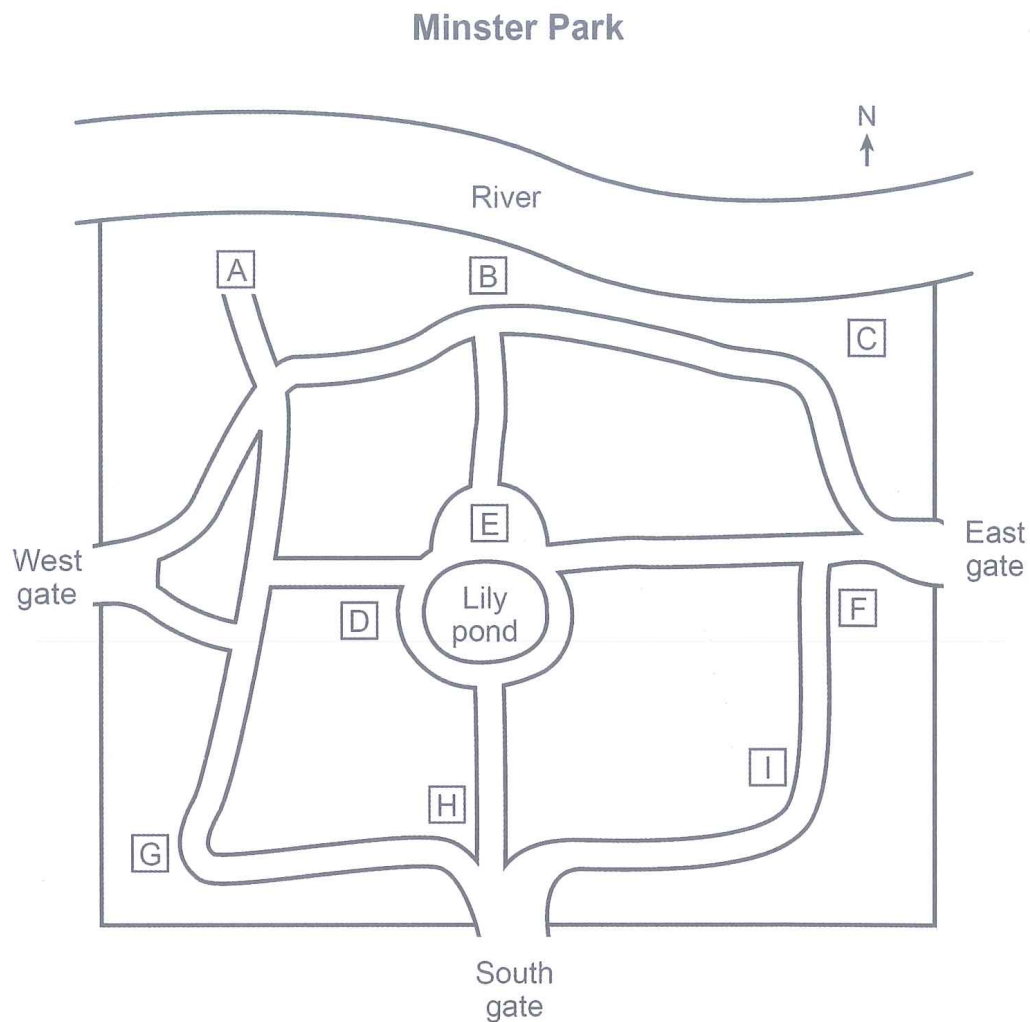 Minster Park
N
River
A
B
C
E
West
gate
East
gate
Lily
pond
D
F
I
H
G
South
gate